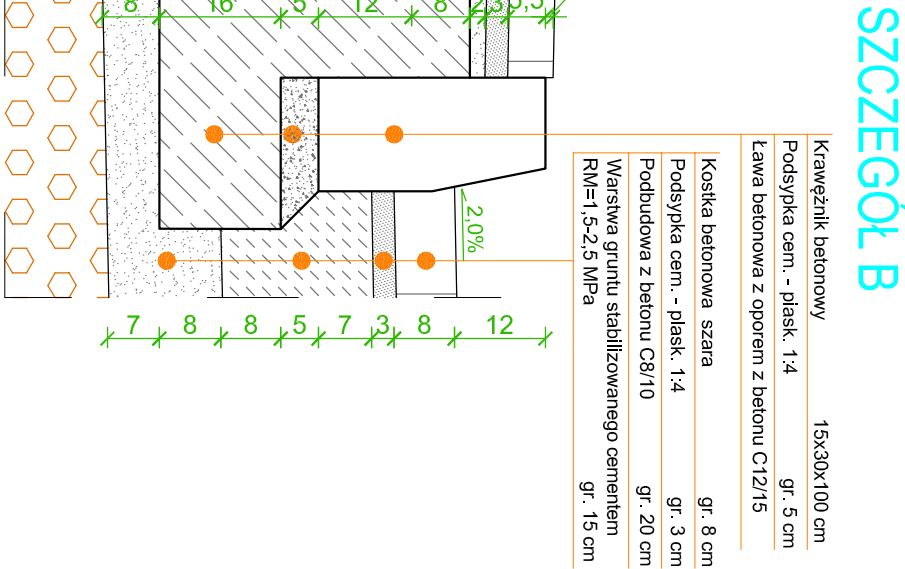 SZCZEGÓŁ B
Krawężnik betonowy 15x30x100 cm
Podsypka cem. - piask. 1:4 gr. 5 cm
Ława betonowa z oporem z betonu C12/15
Kostka betonowa szara gr. 8 cm
Podsypka cem. - piask. 1:4 gr. 3 cm
Podbudowa z betonu C8/10 gr. 20 cm
Warstwa gruntu stabilizowanego cementem
RM=1,5-2,5 MPa gr. 15 cm
2,0%
8 16 5 12 8
7 8 8 5 7 3 8 12